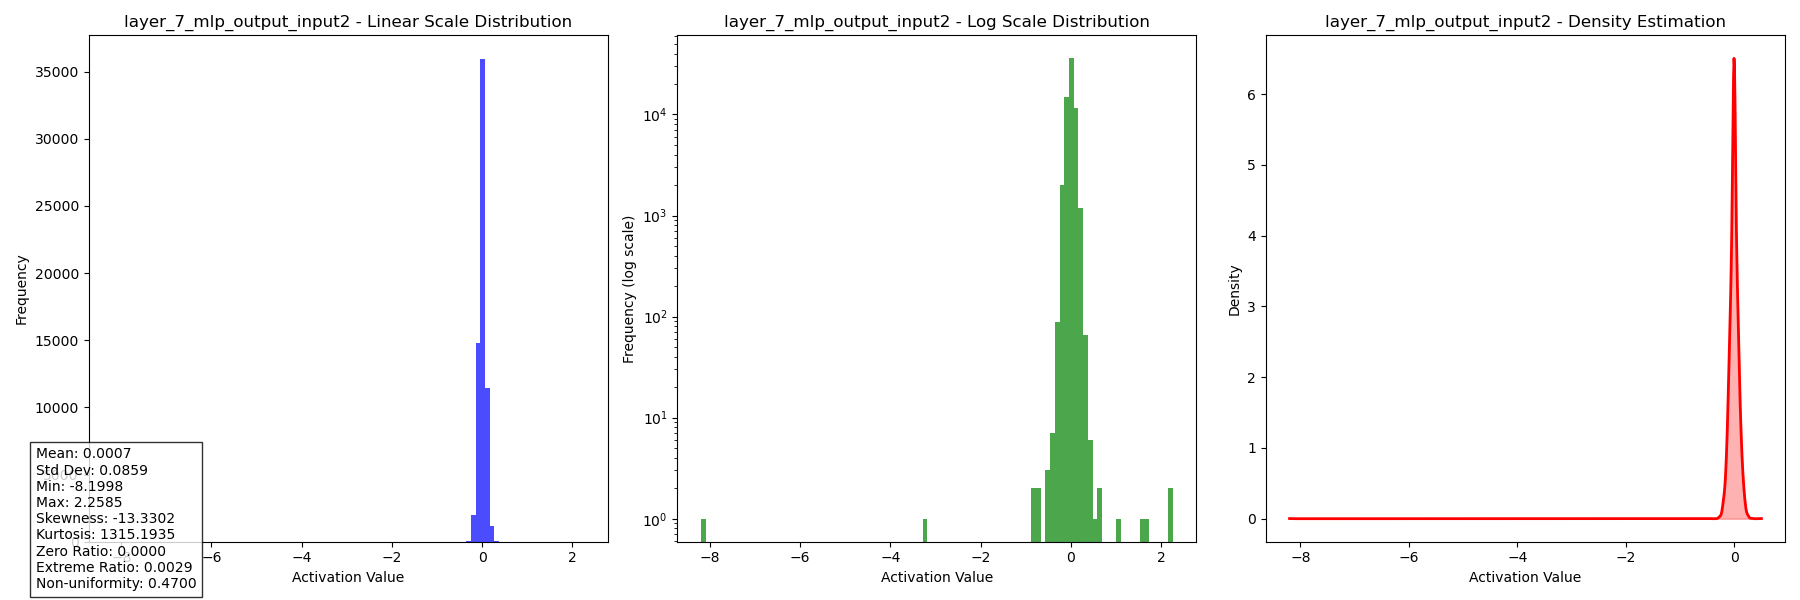 layer_7_mlp_output_input2 - Linear Scale Distribution
35000
30000
25000
20000
15000
10000
Frequency
Mean: 0.0007
Std Dev: 0.0859
Min: -8.1998
Max: 2.2585
Skewness: -13.3302
Kurtosis: 1315.1935
Zero Ratio: 0.0000
Extreme Ratio: 0.0029
Non-uniformity: 0.4700
−6 −4 −2 0 2
Activation Value
layer_7_mlp_output_input2 - Log Scale Distribution
10⁴
10³
10²
10¹
10⁰
Frequency (log scale)
−8 −6 −4 −2 0 2
Activation Value
layer_7_mlp_output_input2 - Density Estimation
6
5
4
3
2
1
0
Density
−8 −6 −4 −2 0
Activation Value